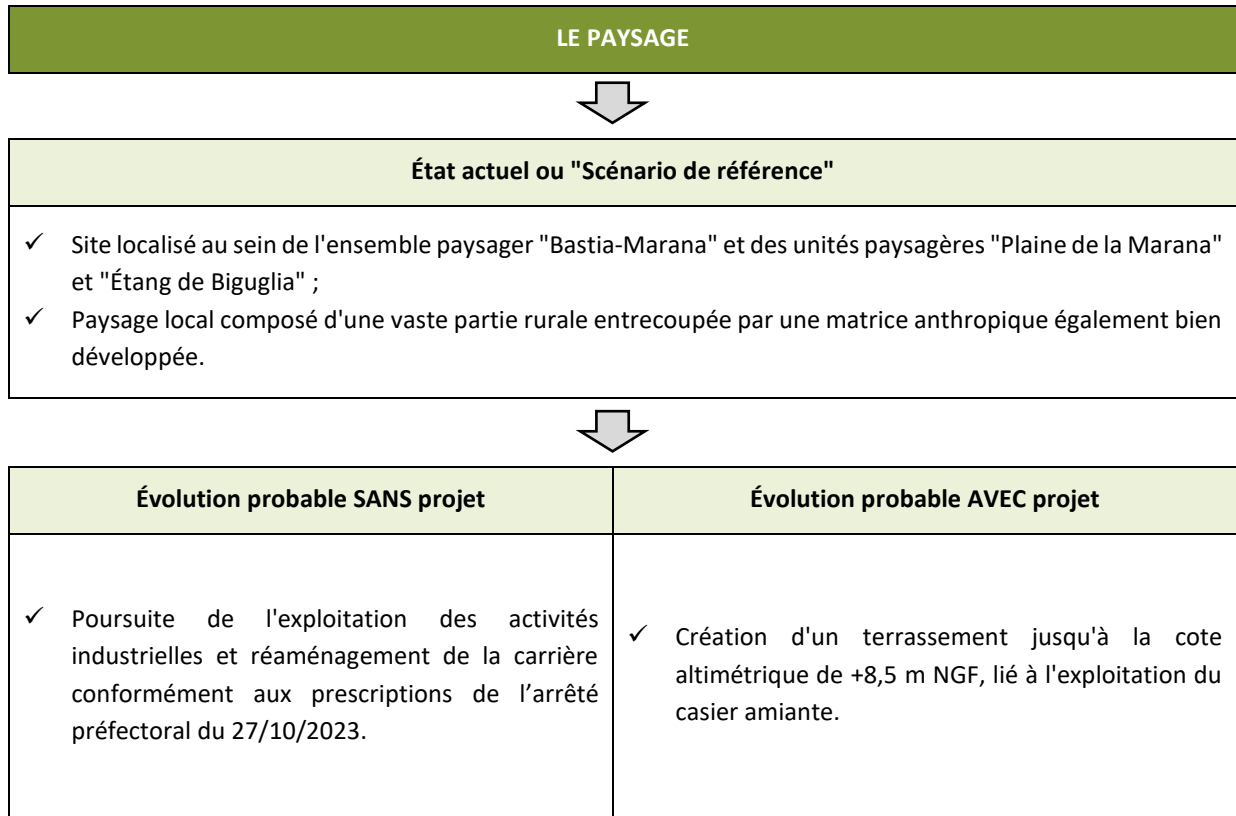 LE PAYSAGE
État actuel ou "Scénario de référence"
✓ Site localisé au sein de l'ensemble paysager "Bastia-Marana" et des unités paysagères "Plaine de la Marana"
et "Étang de Biguglia" ;
✓ Paysage local composé d'une vaste partie rurale entrecoupée par une matrice anthropique également bien
développée.
Évolution probable SANS projet
✓ Poursuite de l'exploitation des activités
industrielles et réaménagement de la carrière
conformément aux prescriptions de l’arrêté
préfectoral du 27/10/2023.
Évolution probable AVEC projet
✓ Création d'un terrassement jusqu'à la cote
altimétrique de +8,5 m NGF, lié à l'exploitation du
casier amiante.